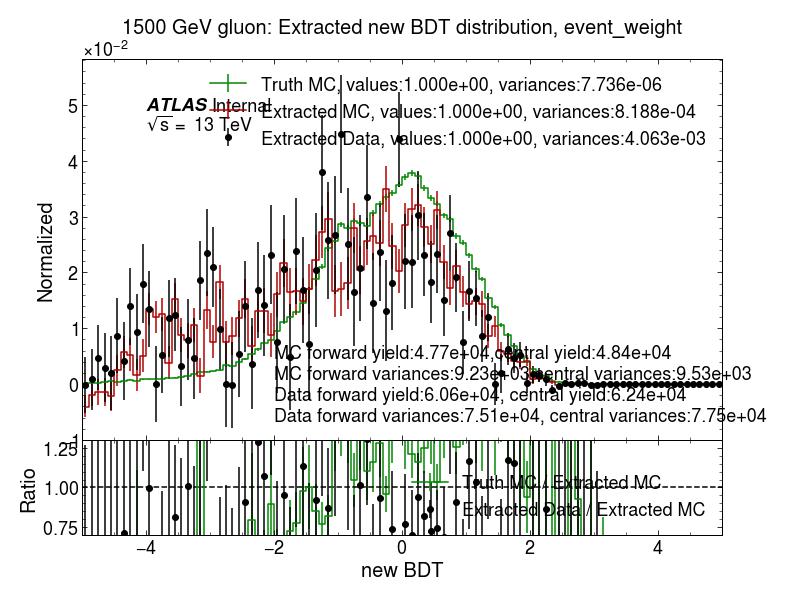 1500 GeV gluon: Extracted new BDT distribution, event_weight
×10⁻²
Truth MC, values:1.000e+00, variances:7.736e-06
ATLAS Internal
Extracted MC, values:1.000e+00, variances:8.188e-04
√s = 13 TeV
Extracted Data, values:1.000e+00, variances:4.063e-03
Normalized
5
4
3
2
1
0
MC forward yield:4.77e+04,central yield:4.84e+04
MC forward variances:9.23e+03,central variances:9.53e+03
Data forward yield:6.06e+04, central yield:6.24e+04
Data forward variances:7.51e+04, central variances:7.75e+04
Ratio
1.25
1.00
0.75
Truth MC / Extracted MC
Extracted Data / Extracted MC
−4 −2 0 2 4
new BDT